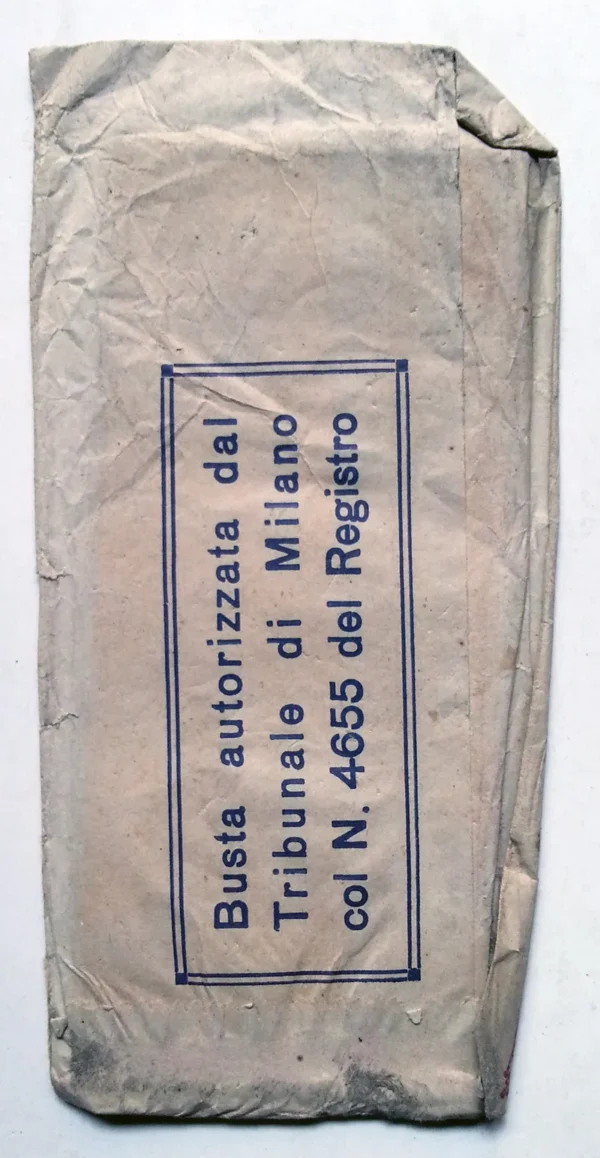 Busta autorizzata dal
Tribunale di Milano
col N. 4655 del Registro